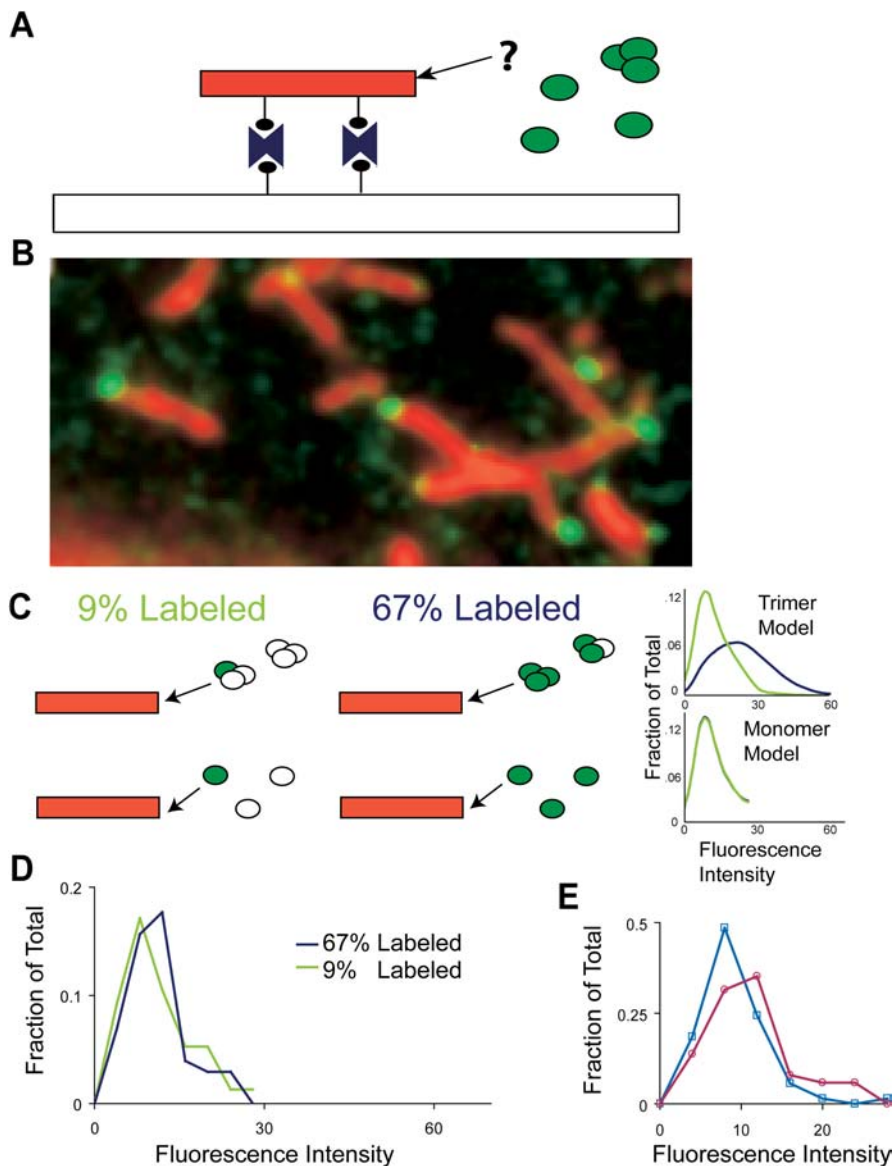 A
?
B
C
9% Labeled
67% Labeled
.12
.06
0
0
30
60
Trimer
Model
.12
.06
0
0
30
60
Monomer
Model
Fraction of Total
Fluorescence
Intensity
D
0.2
0.1
0
0
30
60
67% Labeled
9% Labeled
Fraction of Total
Fluorescence Intensity
E
0.5
0.25
0
0
10
20
Fraction of Total
Fluorescence Intensity